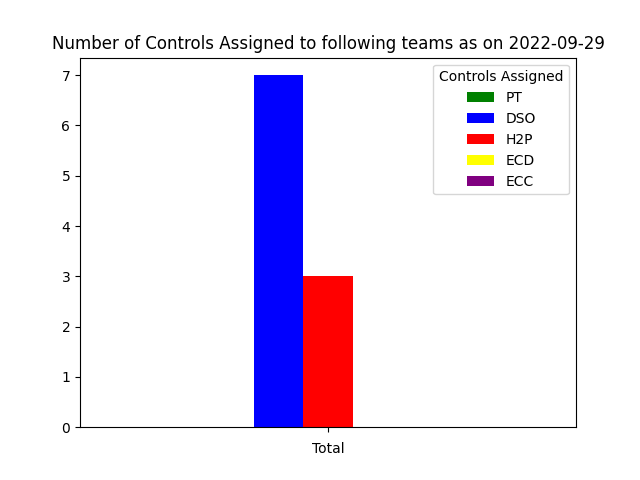 Number of Controls Assigned to following teams as on 2022-09-29
Controls Assigned
PT
DSO
H2P
ECD
ECC
7
6
5
4
3
2
1
0
Total